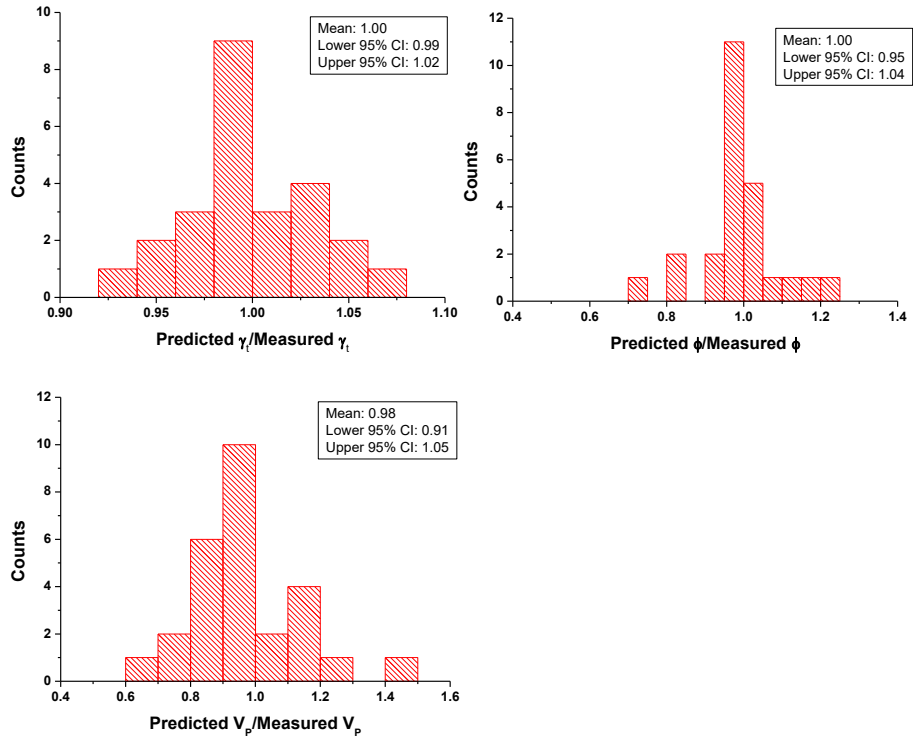 Mean: 1.00
Lower 95% CI: 0.99
Upper 95% CI: 1.02
10
8
6
4
2
0
Counts
0.90 0.95 1.00 1.05 1.10
Predicted γt/Measured γt
Mean: 1.00
Lower 95% CI: 0.95
Upper 95% CI: 1.04
12
10
8
6
4
2
0
Counts
0.4 0.6 0.8 1.0 1.2 1.4
Predicted ϕ/Measured ϕ
Mean: 0.98
Lower 95% CI: 0.91
Upper 95% CI: 1.05
12
10
8
6
4
2
0
Counts
0.4 0.6 0.8 1.0 1.2 1.4 1.6
Predicted VP/Measured VP